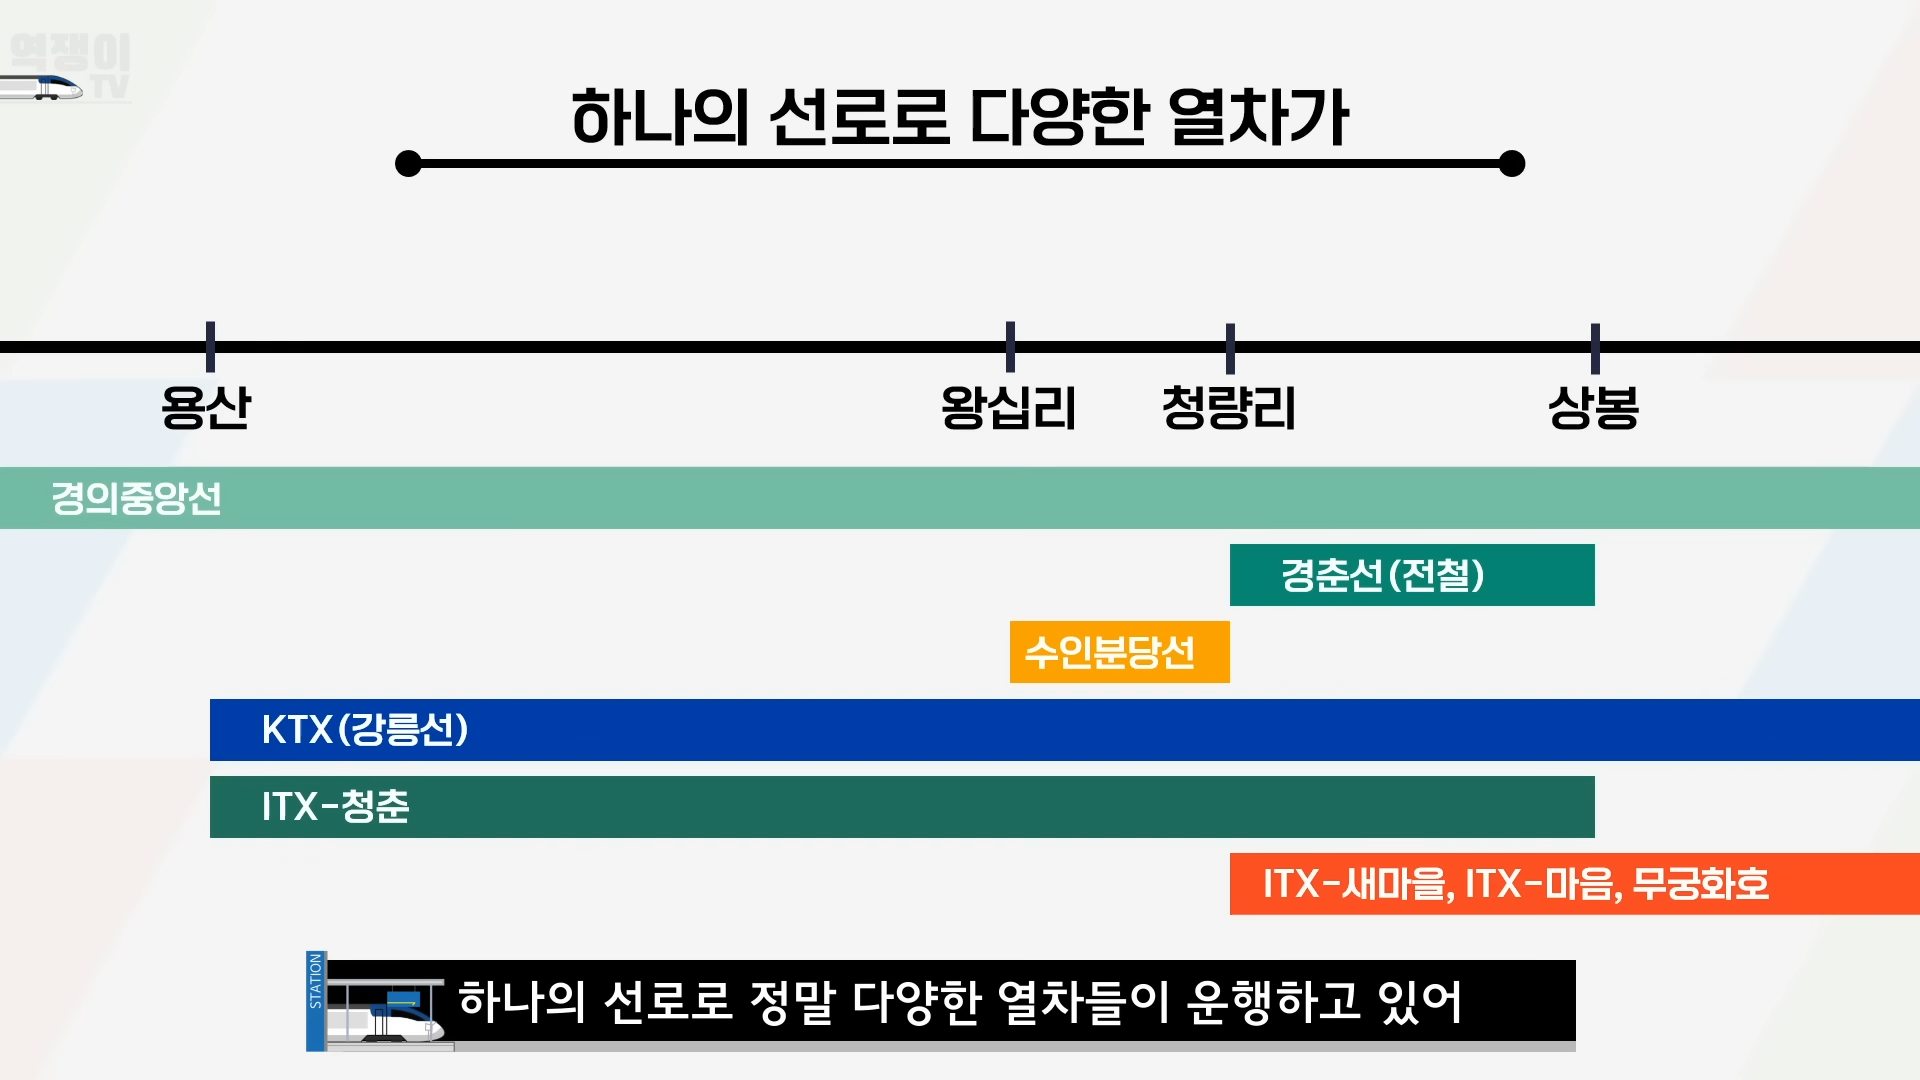 역쟁이
TV
하나의 선로로 다양한 열차가
용산 왕십리 청량리 상봉
경의중앙선
경춘선(전철)
수인분당선
KTX(강릉선)
ITX-청춘
ITX-새마을, ITX-마음, 무궁화호
STATION
하나의 선로로 정말 다양한 열차들이 운행하고 있어